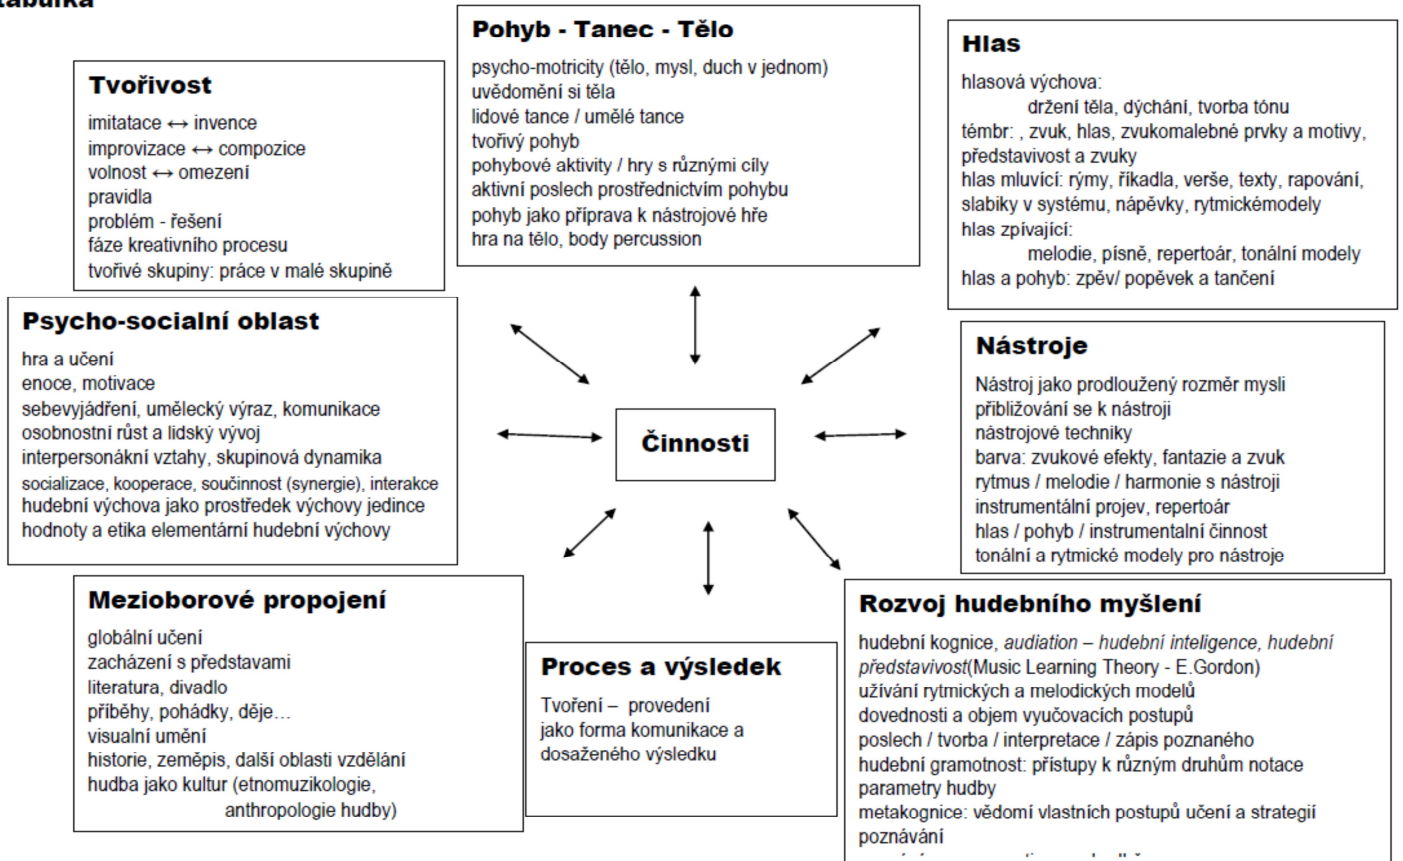 tabulka
Tvořivost
imitatace ↔ invence
improvizace ↔ compozice
volnost ↔ omezení
pravidla
problém - řešení
fáze kreativního procesu
tvořivé skupiny: práce v malé skupině
Pohyb - Tanec - Tělo
psycho-motricity (tělo, mysl, duch v jednom)
uvědomění si těla
lidové tance / umělé tance
tvořivý pohyb
pohybové aktivity / hry s různými cíly
aktivní poslech prostřednictvím pohybu
pohyb jako příprava k nástrojové hře
hra na tělo, body percussion
Hlas
hlasová výchova:
držení těla, dýchání, tvorba tónu
témbr: , zvuk, hlas, zvukomalebné prvky a motivy,
představivost a zvuky
hlas mluvící: rýmy, říkadla, verše, texty, rapování,
slabiky v systému, nápěvky, rytmickémodely
hlas zpívající:
melodie, písně, repertoár, tonální modely
hlas a pohyb: zpěv/ popěvek a tančení
Psycho-socialní oblast
hra a učení
enoce, motivace
sebevyjádření, umělecký výraz, komunikace
osobnostní růst a lidský vývoj
interpersonákní vztahy, skupinová dynamika
socializace, kooperace, součinnost (synergie), interakce
hudební výchova jako prostředek výchovy jedince
hodnoty a etika elementární hudební výchovy
Činnosti
Nástroje
Nástroj jako prodloužený rozměr mysli
přibližování se k nástroji
nástrojové techniky
barva: zvukové efekty, fantazie a zvuk
rytmus / melodie / harmonie s nástroji
instrumentální projev, repertoár
hlas / pohyb / instrumentalní činnost
tonální a rytmické modely pro nástroje
Mezioborové propojení
globální učení
zacházení s představami
literatura, divadlo
příběhy, pohádky, děje…
visualní umění
historie, zeměpis, další oblasti vzdělání
hudba jako kultur (etnomuzikologie,
anthropologie hudby)
Proces a výsledek
Tvoření – provedení
jako forma komunikace a
dosaženého výsledku
Rozvoj hudebního myšlení
hudební kognice, audiation – hudební inteligence, hudební
představivost(Music Learning Theory - E.Gordon)
užívání rytmických a melodických modelů
dovednosti a objem vyučovacích postupů
poslech / tvorba / interpretace / zápis poznaného
hudební gramotnost: přístupy k různým druhům notace
parametry hudby
metakognice: vědomí vlastních postupů učení a strategií
poznávání